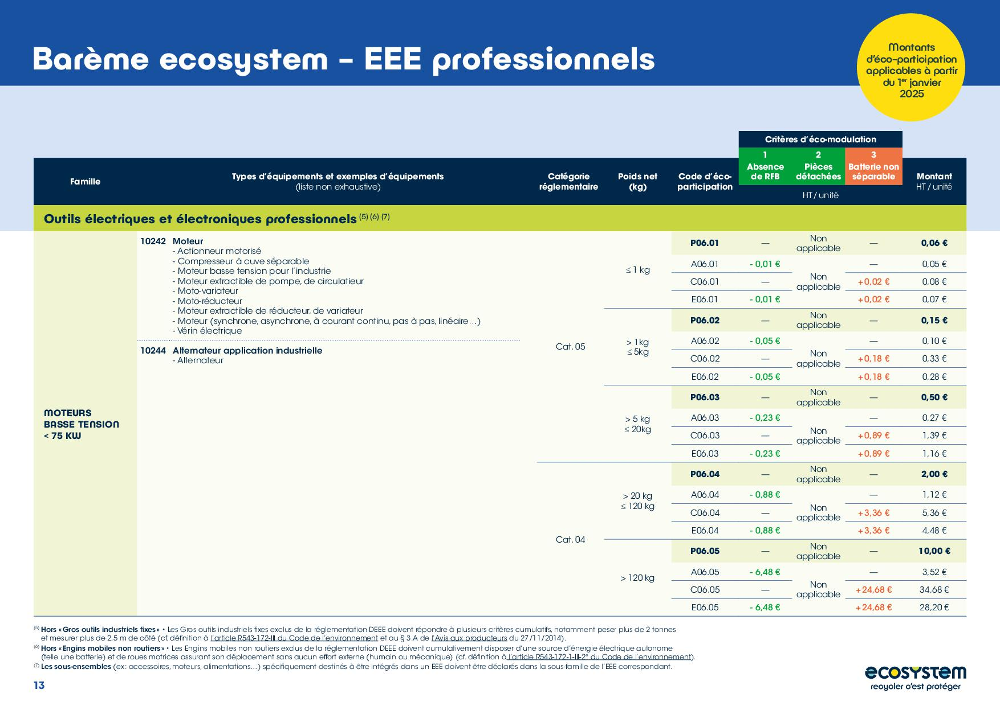 Barème ecosystem – EEE professionnels
Montants
d'éco-participation
applicables à partir
du 1er janvier
2025
Critères d'éco-modulation
Famille
Types d'équipements et exemples d'équipements
(liste non exhaustive)
Catégorie
réglementaire
Poids net
(kg)
Code d'éco-
participation
1
Absence
de RFB
2
Pièces
détachées
3
Batterie non
séparable
HT / unité
Montant
HT / unité
Outils électriques et électroniques professionnels (5) (6) (7)
MOTEURS
BASSE TENSION
< 75 KW
10242 Moteur
- Actionneur motorisé
- Compresseur à cuve séparable
- Moteur basse tension pour l'industrie
- Moteur extractible de pompe, de circulatieur
- Moto-variateur
- Moto-réducteur
- Moteur extractible de réducteur, de variateur
- Moteur (synchrone, asynchrone, à courant continu, pas à pas, linéaire…)
- Vérin électrique
10244 Alternateur application industrielle
- Alternateur
Cat. 05
≤ 1 kg
P06.01 — Non applicable — 0,06 €
A06.01 - 0,01 € — 0,05 €
Non applicable
C06.01 — +0,02 € 0,08 €
E06.01 - 0,01 € +0,02 € 0,07 €
> 1kg
≤ 5kg
P06.02 — Non applicable — 0,15 €
A06.02 - 0,05 € — 0,10 €
Non applicable
C06.02 — +0,18 € 0,33 €
E06.02 - 0,05 € +0,18 € 0,28 €
> 5 kg
≤ 20kg
P06.03 — Non applicable — 0,50 €
A06.03 - 0,23 € — 0,27 €
Non applicable
C06.03 — +0,89 € 1,39 €
E06.03 - 0,23 € +0,89 € 1,16 €
Cat. 04
> 20 kg
≤ 120 kg
P06.04 — Non applicable — 2,00 €
A06.04 - 0,88 € — 1,12 €
Non applicable
C06.04 — +3,36 € 5,36 €
E06.04 - 0,88 € +3,36 € 4,48 €
> 120 kg
P06.05 — Non applicable — 10,00 €
A06.05 - 6,48 € — 3,52 €
Non applicable
C06.05 — +24,68 € 34,68 €
E06.05 - 6,48 € +24,68 € 28,20 €
(5) Hors «Gros outils industriels fixes» • Les Gros outils industriels fixes exclus de la réglementation DEEE doivent répondre à plusieurs critères cumulatifs, notamment peser plus de 2 tonnes
et mesurer plus de 2,5 m de côté (cf. définition à l'article R543-172-III du Code de l'environnement et au § 3.A de l'Avis aux producteurs du 27/11/2014).
(6) Hors «Engins mobiles non routiers» • Les Engins mobiles non routiers exclus de la réglementation DEEE doivent cumulativement disposer d'une source d'énergie électrique autonome
(telle une batterie) et de roues motrices assurant son déplacement sans aucun effort externe (humain ou mécanique) (cf. définition à l'article R543-172-1-III-2° du Code de l'environnement).
(7) Les sous-ensembles (ex : accessoires, moteurs, alimentations…) spécifiquement destinés à être intégrés dans un EEE doivent être déclarés dans la sous-famille de l'EEE correspondant.
13
ecosystem
recycler c'est protéger